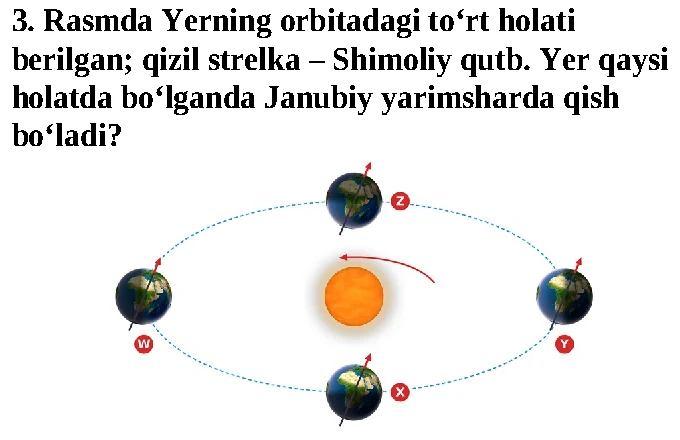 3. Rasmda Yerning orbitadagi to‘rt holati
berilgan; qizil strelka – Shimoliy qutb. Yer qaysi
holatda bo‘lganda Janubiy yarimsharda qish
bo‘ladi?
Z
W
Y
X